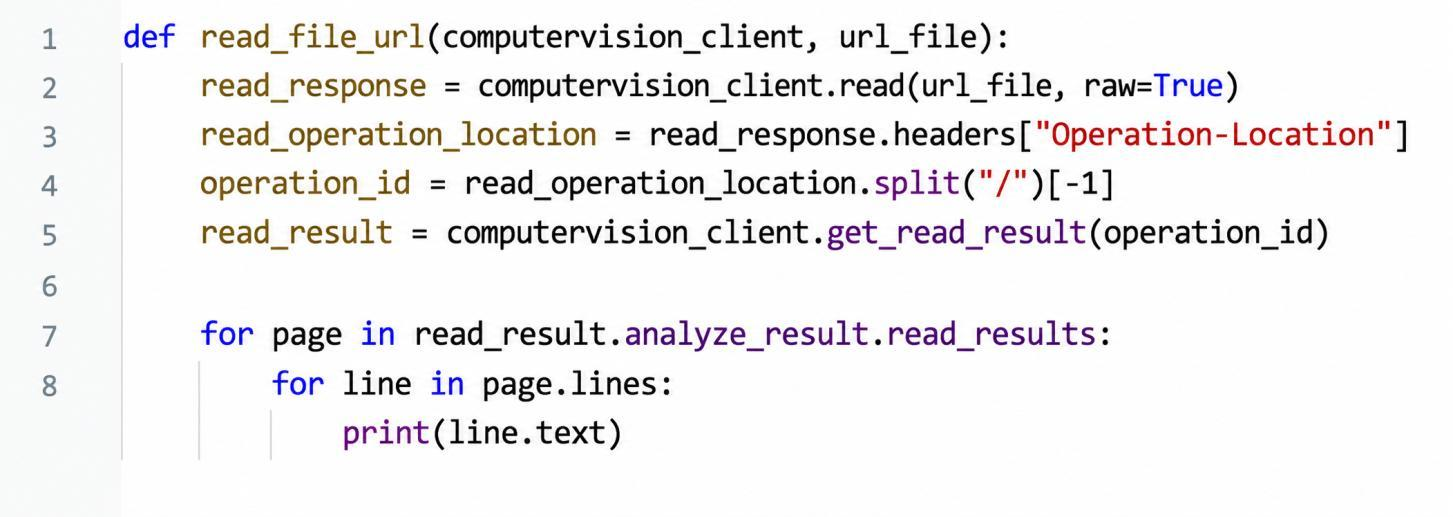 1 def read_file_url(computervision_client, url_file):
2     read_response = computervision_client.read(url_file, raw=True)
3     read_operation_location = read_response.headers["Operation-Location"]
4     operation_id = read_operation_location.split("/")[-1]
5     read_result = computervision_client.get_read_result(operation_id)
6
7     for page in read_result.analyze_result.read_results:
8         for line in page.lines:
            print(line.text)